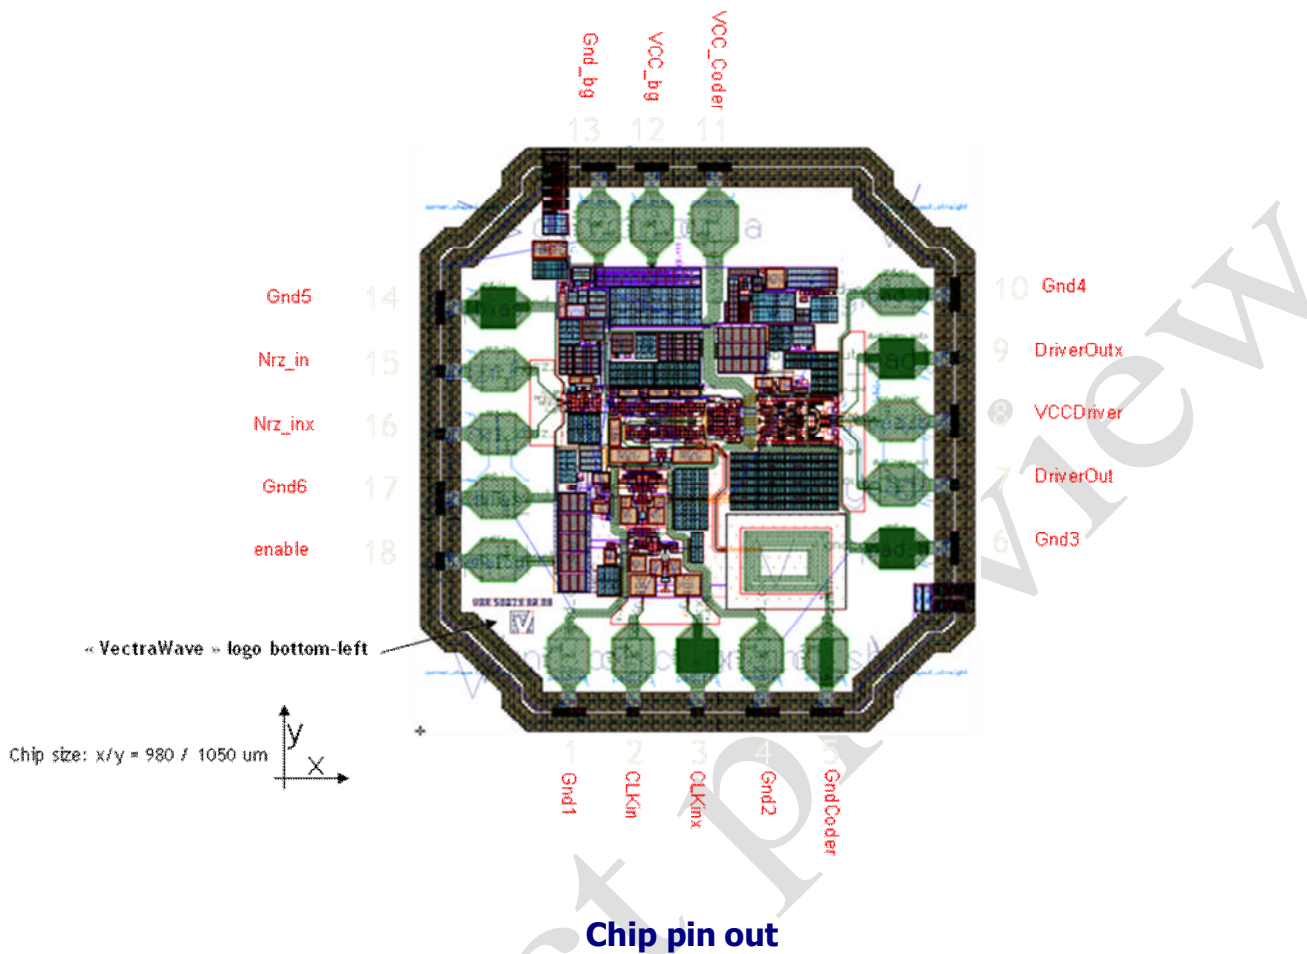 Gnd_bg
VCC_bg
VCC_Coder
13
12
11
Gnd5
14
10
Gnd4
Nrz_in
15
9
DriverOutx
Nrz_inx
16
8
VCCDriver
Gnd6
17
7
DriverOut
enable
18
6
Gnd3
« VectraWave » logo bottom-left
y
x
Chip size: x/y = 980 / 1050 um
1
2
3
4
5
Gnd1
CLKin
CLKinx
Gnd2
GndCoder
Chip pin out